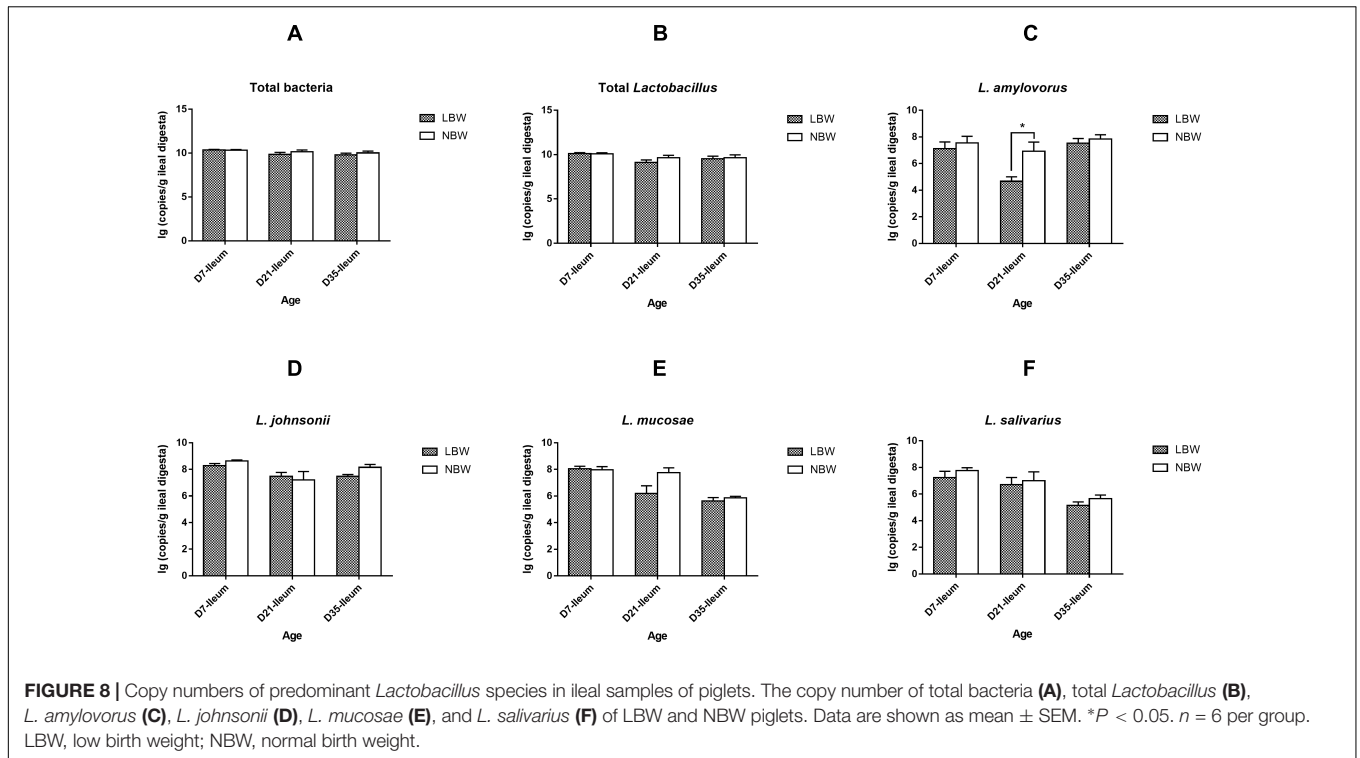 A
Total bacteria
lg (copies/g ileal digesta)
15
10
5
0
D7-Ileum
D21-Ileum
D35-Ileum
Age
LBW
NBW
B
Total Lactobacillus
lg (copies/g ileal digesta)
15
10
5
0
D7-Ileum
D21-Ileum
D35-Ileum
Age
LBW
NBW
C
L. amylovorus
lg (copies/g ileal digesta)
10
8
6
4
2
0
*
D7-Ileum
D21-Ileum
D35-Ileum
Age
LBW
NBW
D
L. johnsonii
lg (copies/g ileal digesta)
10
8
6
4
2
0
D7-Ileum
D21-Ileum
D35-Ileum
Age
LBW
NBW
E
L. mucosae
lg (copies/g ileal digesta)
10
8
6
4
2
0
D7-Ileum
D21-Ileum
D35-Ileum
Age
LBW
NBW
F
L. salivarius
lg (copies/g ileal digesta)
10
8
6
4
2
0
D7-Ileum
D21-Ileum
D35-Ileum
Age
LBW
NBW
FIGURE 8 | Copy numbers of predominant Lactobacillus species in ileal samples of piglets. The copy number of total bacteria (A), total Lactobacillus (B),
L. amylovorus (C), L. johnsonii (D), L. mucosae (E), and L. salivarius (F) of LBW and NBW piglets. Data are shown as mean ± SEM. *P < 0.05. n = 6 per group.
LBW, low birth weight; NBW, normal birth weight.